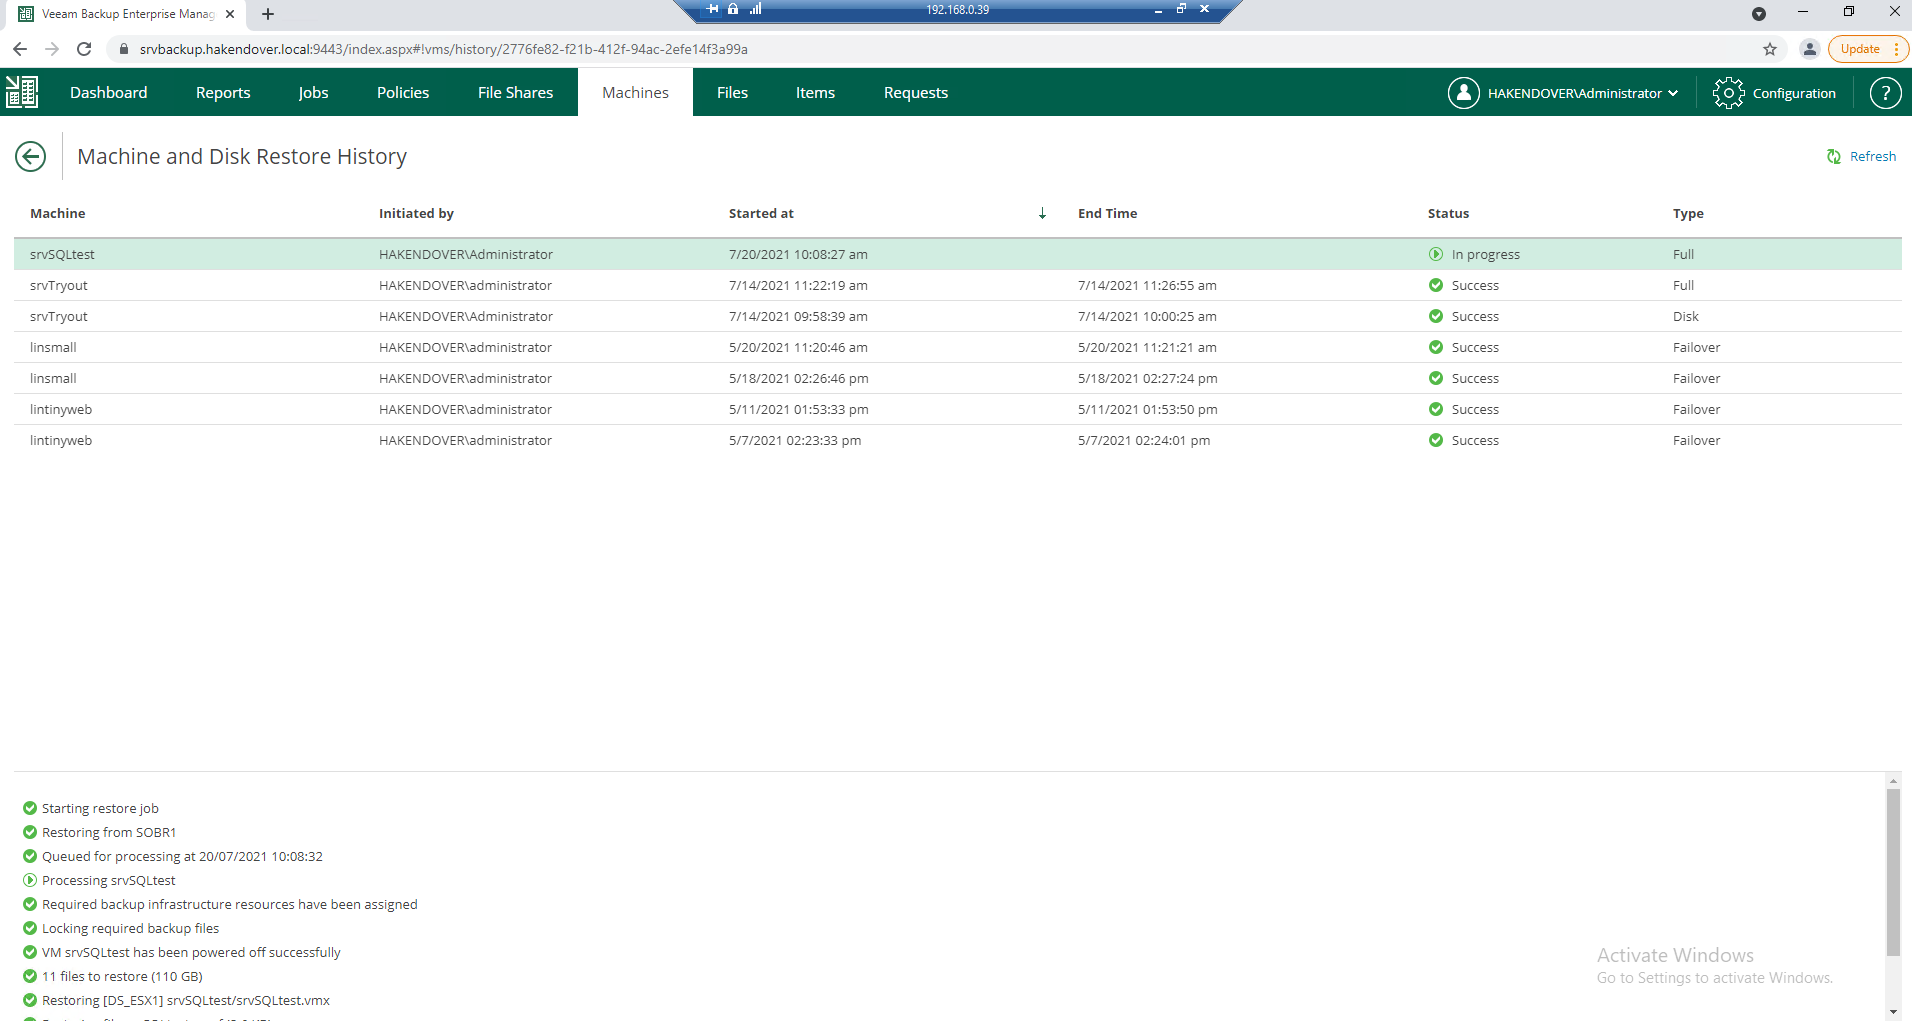 Veeam Backup Enterprise Manag
192.168.0.39
srvbackup.hakendover.local:9443/index.aspx#!vms/history/2776fe82-f21b-412f-94ac-2efe14f3a99a
Update
Dashboard Reports Jobs Policies File Shares Machines Files Items Requests HAKENDOVER\Administrator Configuration ?
Machine and Disk Restore History
Refresh
Machine Initiated by Started at End Time Status Type
srvSQLtest HAKENDOVER\Administrator 7/20/2021 10:08:27 am In progress Full
srvTryout HAKENDOVER\administrator 7/14/2021 11:22:19 am 7/14/2021 11:26:55 am Success Full
srvTryout HAKENDOVER\Administrator 7/14/2021 09:58:39 am 7/14/2021 10:00:25 am Success Disk
linsmall HAKENDOVER\administrator 5/20/2021 11:20:46 am 5/20/2021 11:21:21 am Success Failover
linsmall HAKENDOVER\administrator 5/18/2021 02:26:46 pm 5/18/2021 02:27:24 pm Success Failover
lintinyweb HAKENDOVER\administrator 5/11/2021 01:53:33 pm 5/11/2021 01:53:50 pm Success Failover
lintinyweb HAKENDOVER\administrator 5/7/2021 02:23:33 pm 5/7/2021 02:24:01 pm Success Failover
Starting restore job
Restoring from SOBR1
Queued for processing at 20/07/2021 10:08:32
Processing srvSQLtest
Required backup infrastructure resources have been assigned
Locking required backup files
VM srvSQLtest has been powered off successfully
11 files to restore (110 GB)
Restoring [DS_ESX1] srvSQLtest/srvSQLtest.vmx
Activate Windows
Go to Settings to activate Windows.